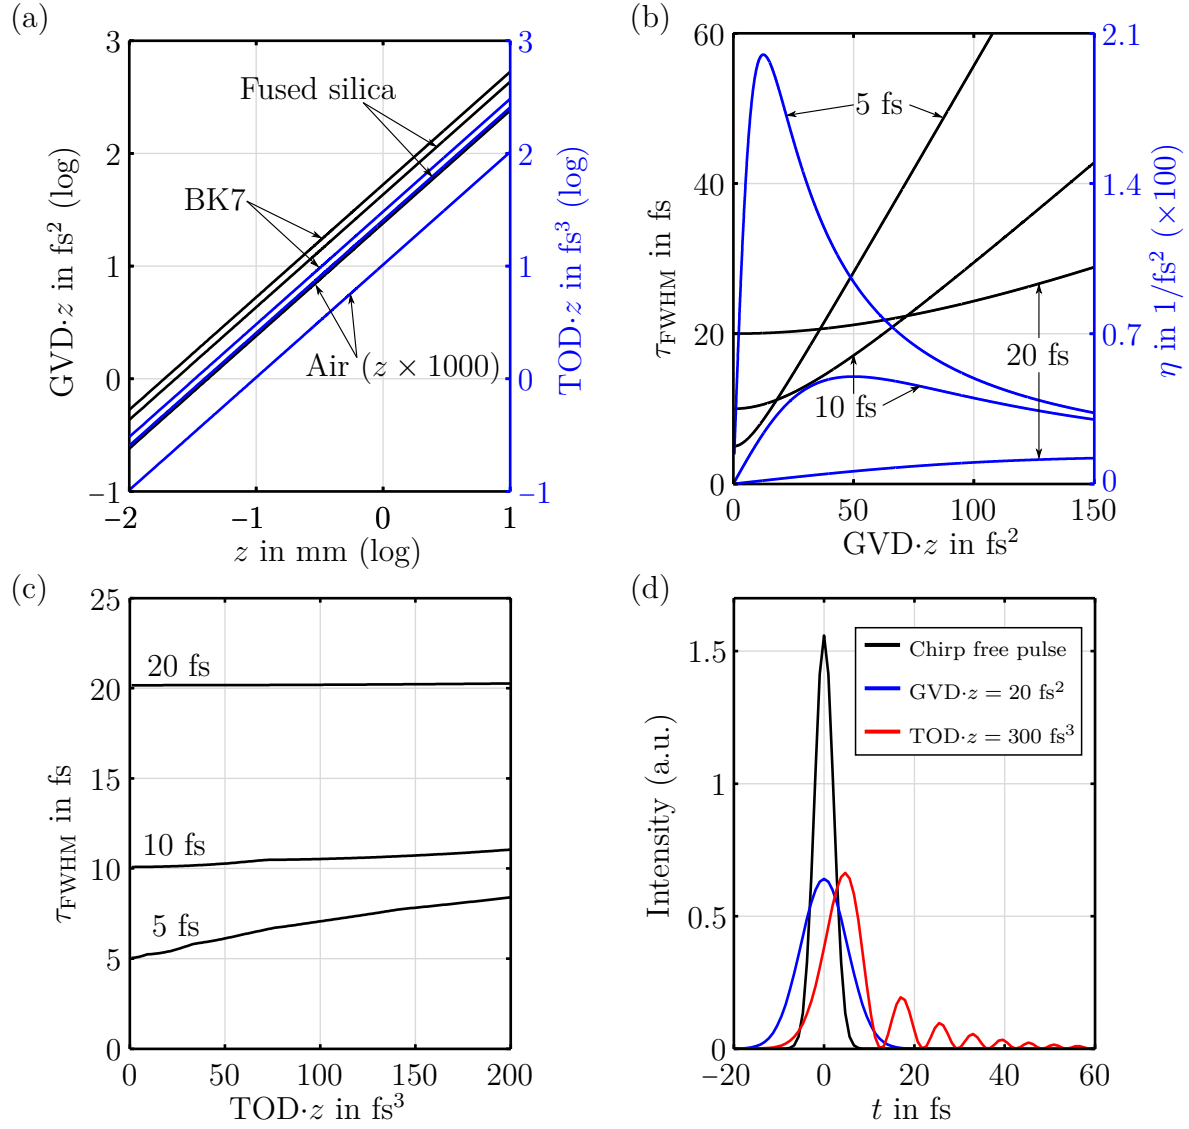 (a)
3
2
1
0
−1
GVD·z in fs² (log)
3
2
1
0
−1
TOD·z in fs³ (log)
Fused silica
BK7
Air (z × 1000)
−2
−1
0
1
z in mm (log)
(b)
60
40
20
0
τFWHM in fs
2.1
1.4
0.7
0
η in 1/fs² (×100)
5 fs
20 fs
10 fs
0
50
100
150
GVD·z in fs²
(c)
25
20
15
10
5
0
τFWHM in fs
20 fs
10 fs
5 fs
0
50
100
150
200
TOD·z in fs³
(d)
1.5
1
0.5
0
Intensity (a.u.)
Chirp free pulse
GVD·z = 20 fs²
TOD·z = 300 fs³
−20
0
20
40
60
t in fs